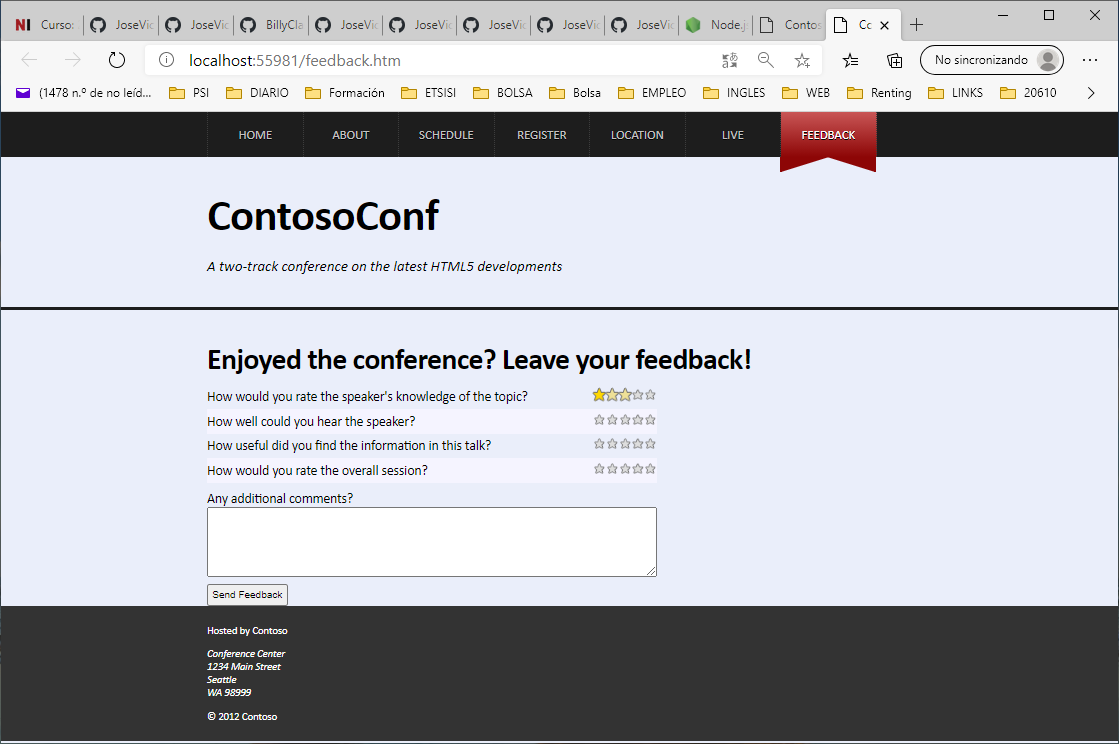 NI Curso: JoseVic JoseVic BillyCla JoseVic JoseVic JoseVic JoseVic JoseVic Node.j Contos Cc
localhost:55981/feedback.htm
No sincronizando
(1478 n.º de no leíd... PSI DIARIO Formación ETSISI BOLSA Bolsa EMPLEO INGLES WEB Renting LINKS 20610
HOME ABOUT SCHEDULE REGISTER LOCATION LIVE FEEDBACK
ContosoConf
A two-track conference on the latest HTML5 developments
Enjoyed the conference? Leave your feedback!
How would you rate the speaker's knowledge of the topic?
How well could you hear the speaker?
How useful did you find the information in this talk?
How would you rate the overall session?
Any additional comments?
Send Feedback
Hosted by Contoso
Conference Center
1234 Main Street
Seattle
WA 98999
© 2012 Contoso